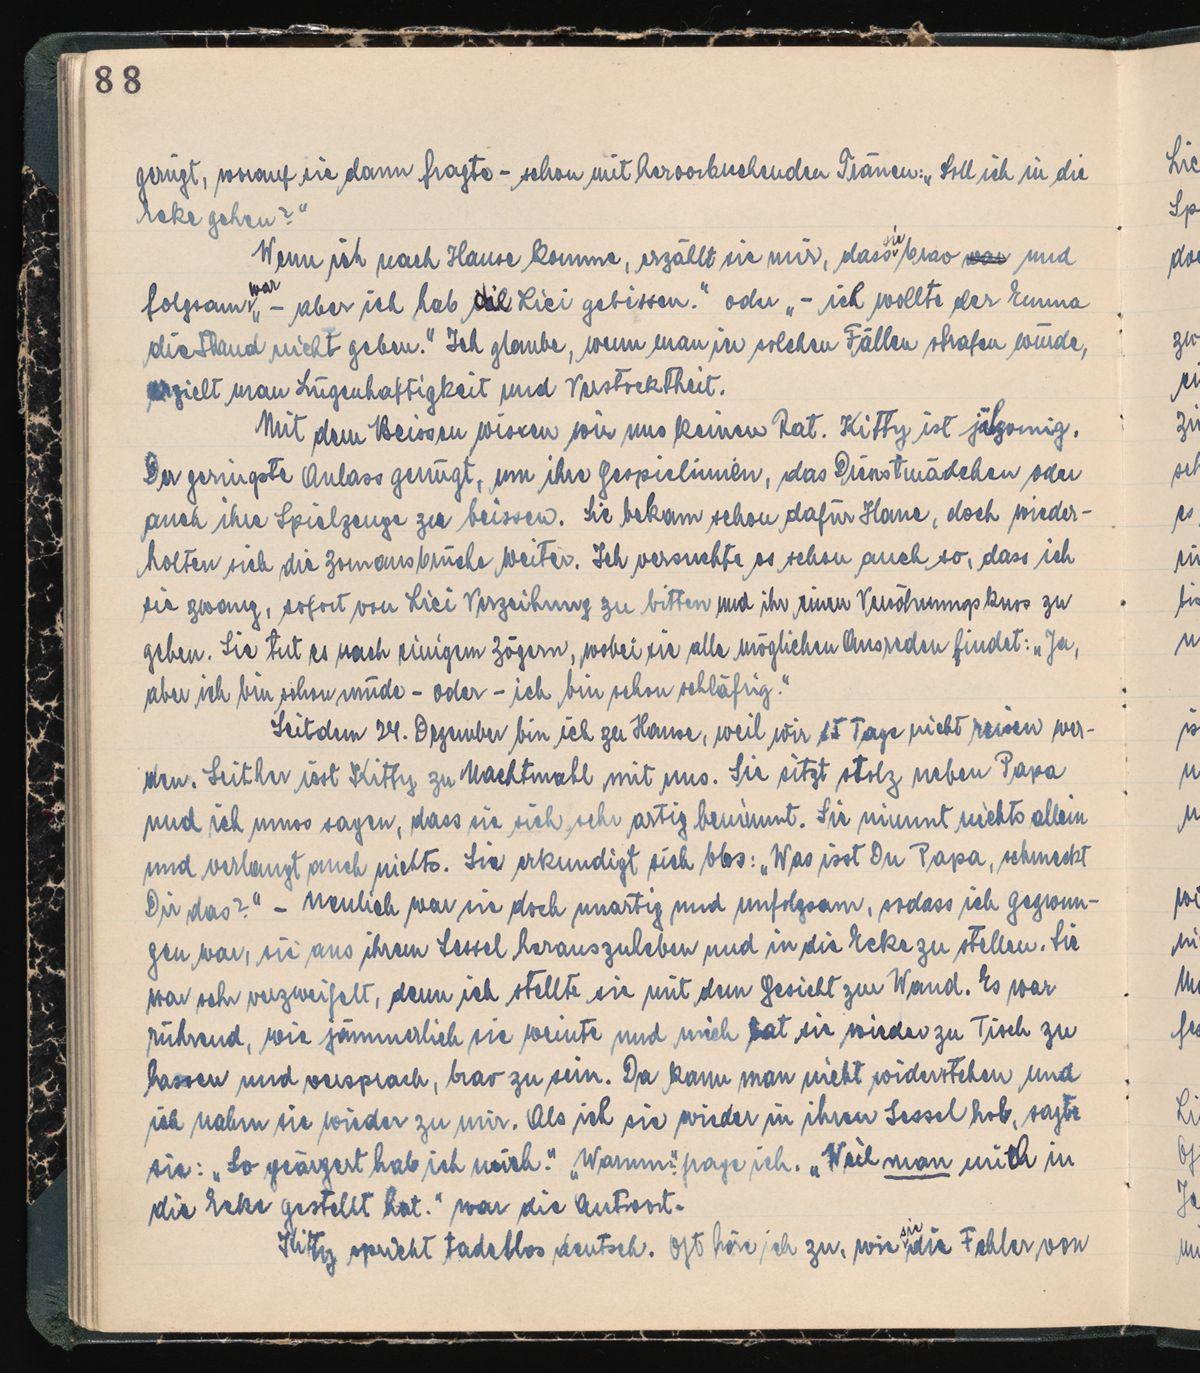 88
gerügt, worauf sie dann fragte – schon mit hervorbrechenden Tränen: „Soll ich in die
Ecke gehen?"
Wenn ich nach Hause komme, erzählt sie mir, dass sie brav war und
folgsam war „– aber ich hab die Lici gebissen." oder „– ich wollte der Emma
die Hand nicht geben." Ich glaube, wenn man in solchen Fällen strafen würde,
erzielt man Lügenhaftigkeit und Verstocktheit.
Mit dem Beissen wissen wir uns keinen Rat. Kitty ist jähzornig.
Der geringste Anlass genügt, um ihre Gespielinnen, das Dienstmädchen oder
auch ihre Spielzeuge zu beissen. Sie bekam schon dafür Haue, doch wieder-
holten sich die Zornausbrüche weiter. Ich versuchte es schon auch so, dass ich
sie zwang, sofort von Lici Verzeihung zu bitten und ihr einen Versöhnungskuss zu
geben. Sie tut es nach einigem Zögern, wobei sie alle möglichen Ausreden findet: „Ja,
aber ich bin schon müde – oder – ich bin schon schläfrig."
Seit dem 24. Dezember bin ich zu Hause, weil wir 15 Tage nicht reisen wer-
den. Seither isst Kitty zu Nachtmahl mit uns. Sie sitzt stolz neben Papa
und ich muss sagen, dass sie sich sehr artig benimmt. Sie nimmt nichts allein
und verlangt auch nichts. Sie erkundigt sich blos: „Was isst Du Papa, schmeckt
Dir das?" – Neulich war sie doch unartig und unfolgsam, sodass ich gezwun-
gen war, sie aus ihrem Sessel herauszuheben und in die Ecke zu stellen. Sie
war sehr verzweifelt, denn ich stellte sie mit dem Gesicht zur Wand. Es war
rührend, wie jämmerlich sie weinte und mich bat sie wieder zu Tisch zu
lassen und versprach, brav zu sein. Da kann man nicht widerstehen und
ich nahm sie wieder zu mir. Als ich sie wieder in ihren Sessel hob, sagte
sie: „So geärgert hab ich mich." „Warum?" frage ich. „Weil man mich in
die Ecke gestellt hat." war die Antwort.
Kitty spricht tadellos deutsch. Oft höre ich zu, wie sie die Fehler von